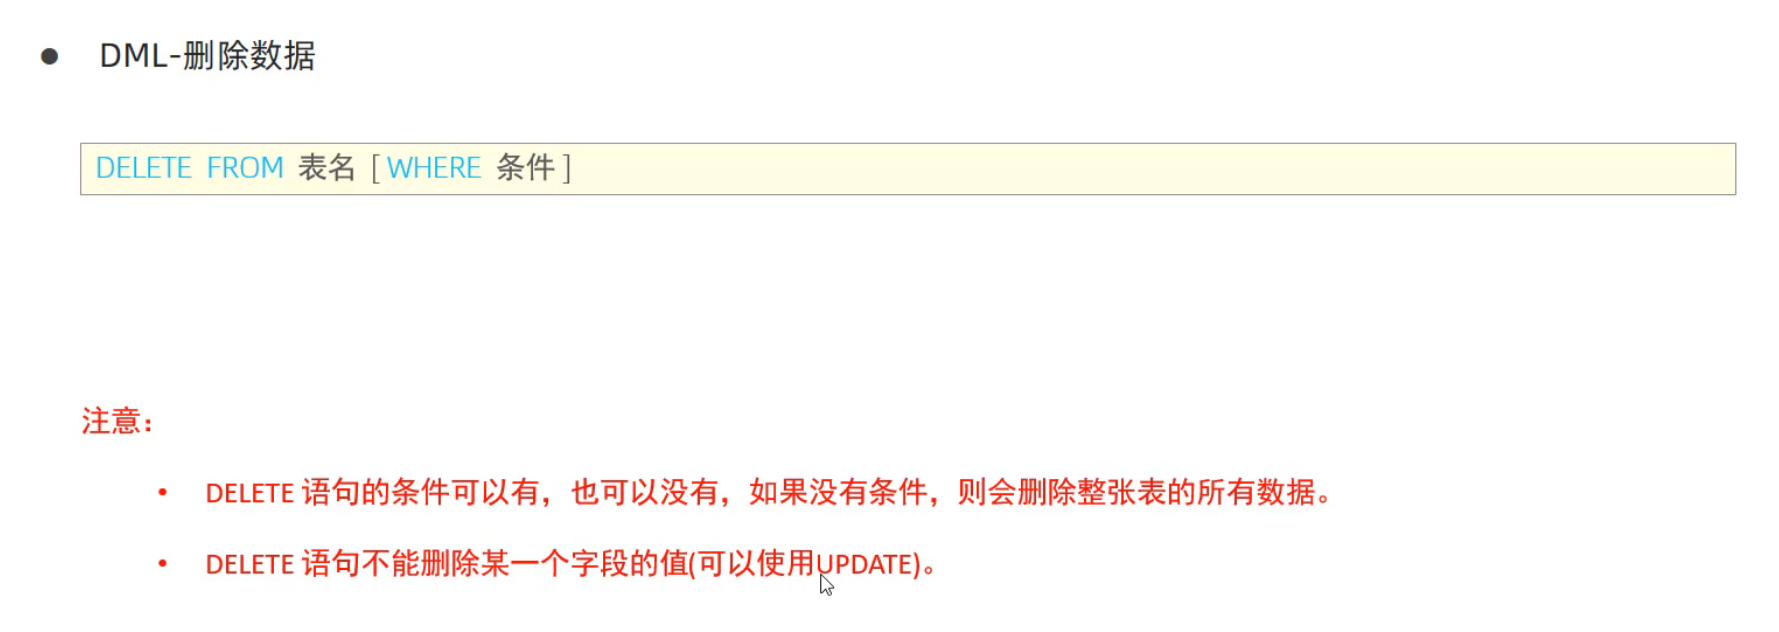 ● DML-删除数据
DELETE FROM 表名 [ WHERE 条件 ]
注意：
• DELETE 语句的条件可以有，也可以没有，如果没有条件，则会删除整张表的所有数据。
• DELETE 语句不能删除某一个字段的值(可以使用UPDATE)。